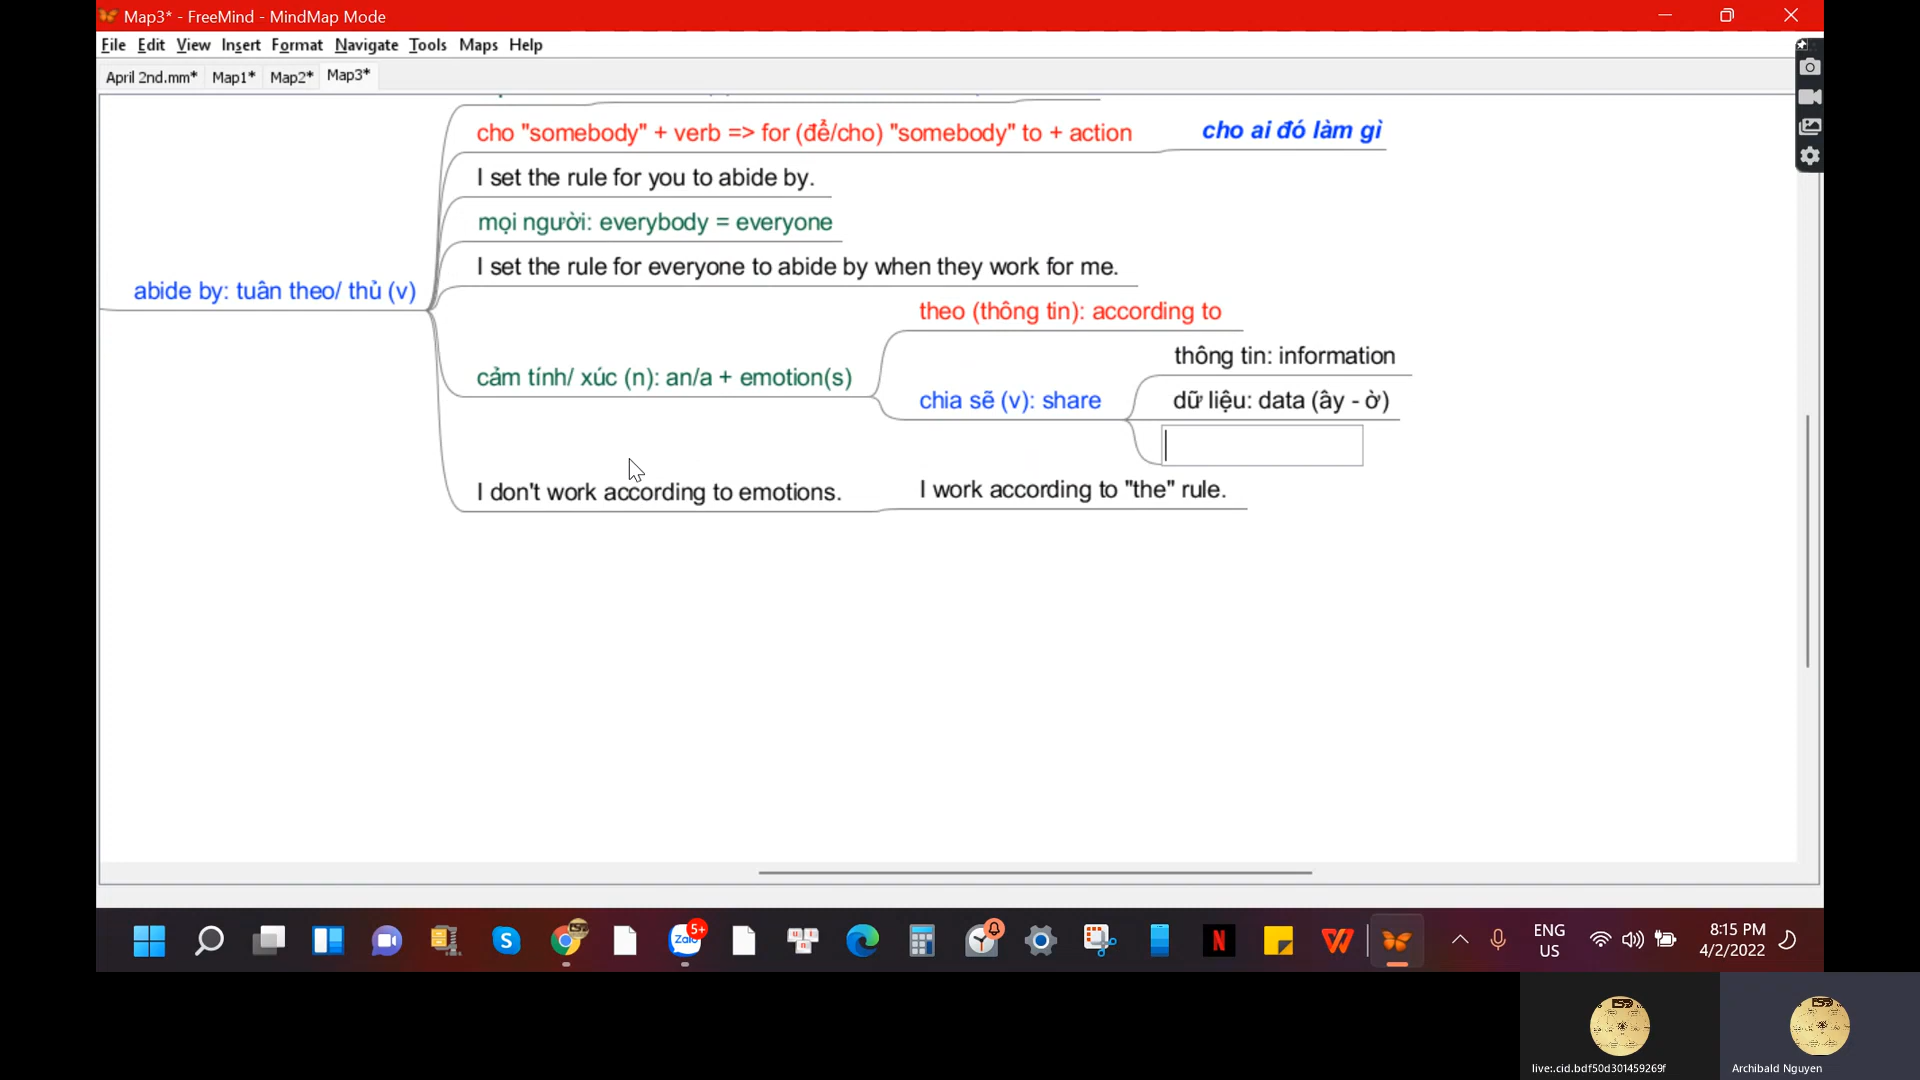 Map3* - FreeMind - MindMap Mode
File Edit View Insert Format Navigate Tools Maps Help
April 2nd.mm* Map1* Map2* Map3*
cho "somebody" + verb => for (để/cho) "somebody" to + action
cho ai đó làm gì
I set the rule for you to abide by.
mọi người: everybody = everyone
I set the rule for everyone to abide by when they work for me.
abide by: tuân theo/ thủ (v)
theo (thông tin): according to
thông tin: information
cảm tính/ xúc (n): an/a + emotion(s)
chia sẽ (v): share
dữ liệu: data (ây - ờ)
I don't work according to emotions.
I work according to "the" rule.
5+
Zalo
ENG
US
8:15 PM
4/2/2022
live:.cid.bdf50d301459269f
Archibald Nguyen